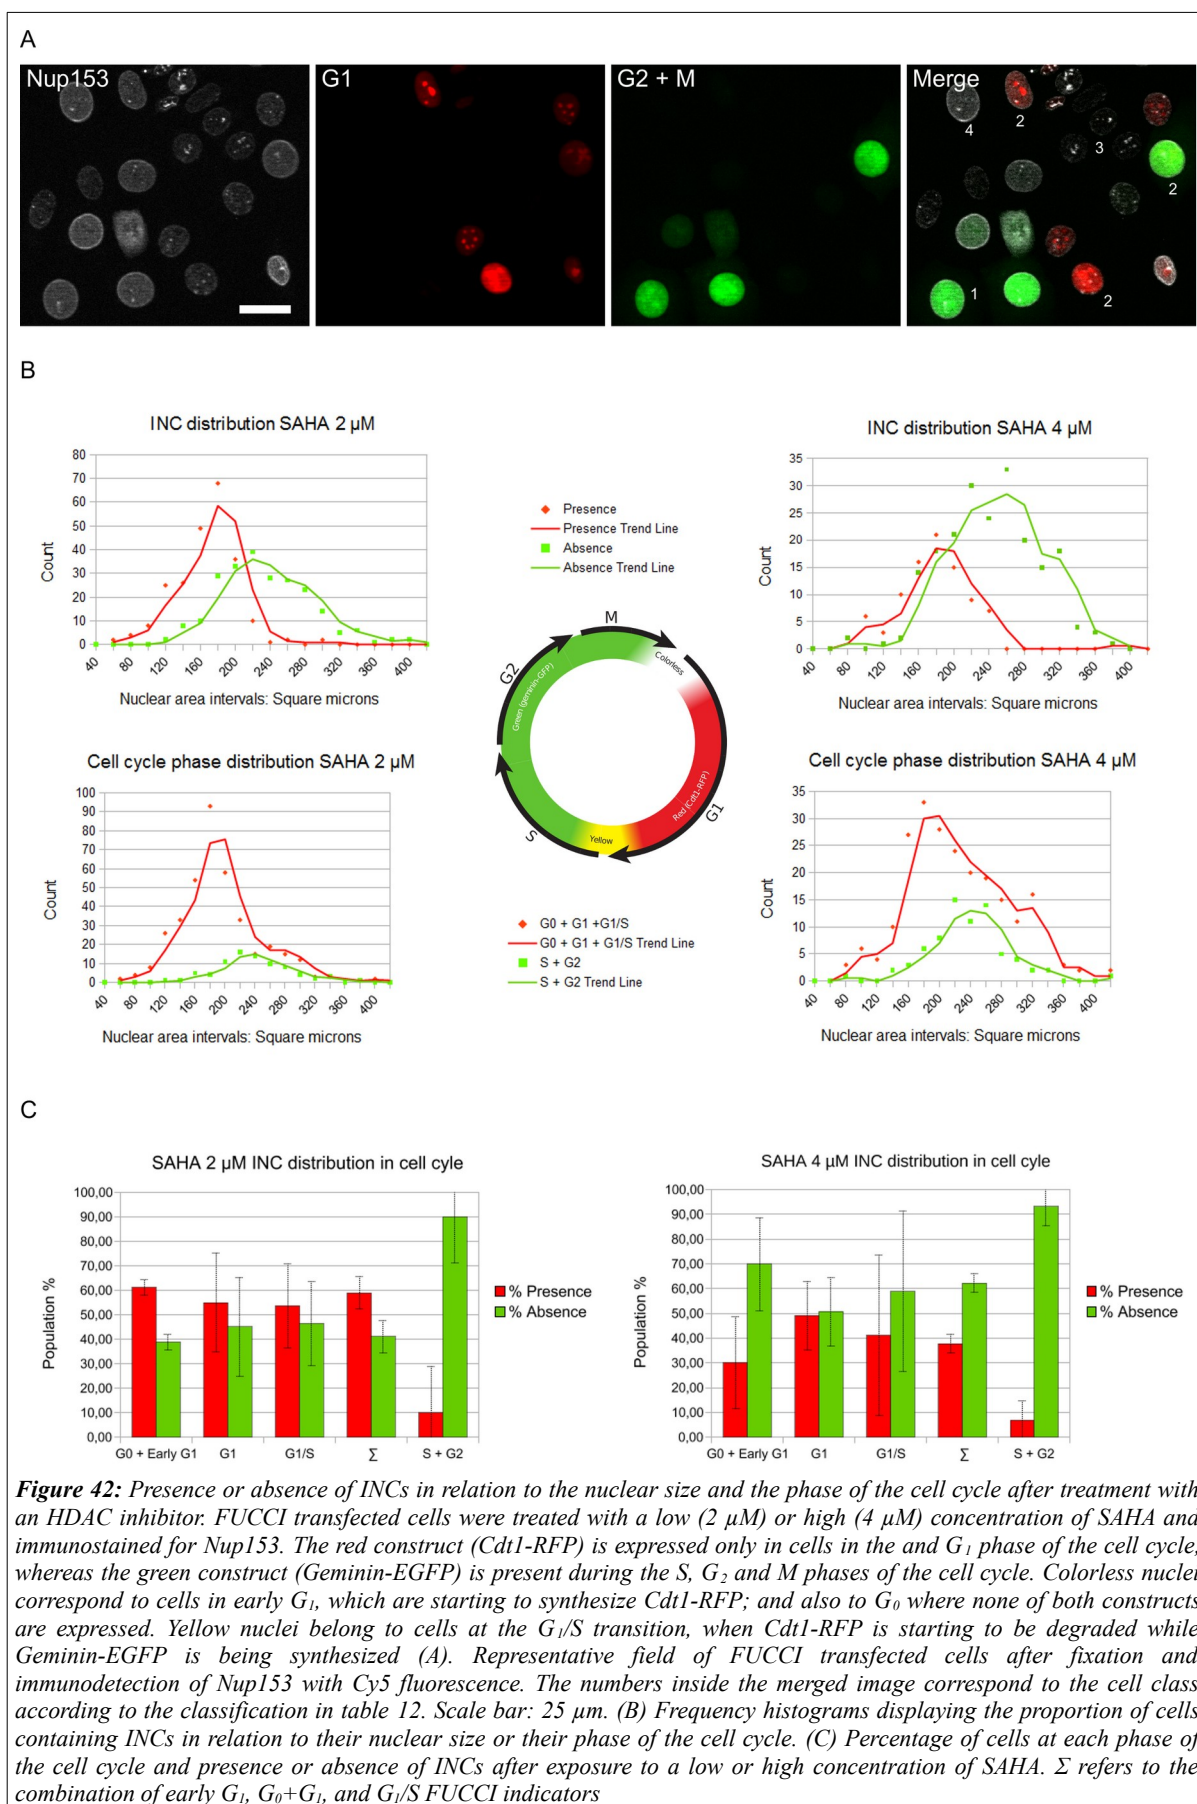 A
Nup153
G1
G2 + M
Merge
4
2
3
2
1
2
B
INC distribution SAHA 2 µM
80
70
60
50
40
30
20
10
0
Count
40
80
120
160
200
240
280
320
360
400
Nuclear area intervals: Square microns
Presence
Presence Trend Line
Absence
Absence Trend Line
INC distribution SAHA 4 µM
35
30
25
20
15
10
5
0
Count
40
80
120
160
200
240
280
320
360
400
Nuclear area intervals: Square microns
M
Colorless
G2
Green (geminin-GFP)
Red (Cdt1-RFP)
G1
S
Yellow
Cell cycle phase distribution SAHA 2 µM
100
90
80
70
60
50
40
30
20
10
0
Count
40
80
120
160
200
240
280
320
360
400
Nuclear area intervals: Square microns
G0 + G1 +G1/S
G0 + G1 + G1/S Trend Line
S + G2
S + G2 Trend Line
Cell cycle phase distribution SAHA 4 µM
35
30
25
20
15
10
5
0
Count
40
80
120
160
200
240
280
320
360
400
Nuclear area intervals: Square microns
C
SAHA 2 µM INC distribution in cell cyle
100,00
90,00
80,00
70,00
60,00
50,00
40,00
30,00
20,00
10,00
0,00
Population %
G0 + Early G1
G1
G1/S
Σ
S + G2
% Presence
% Absence
SAHA 4 µM INC distribution in cell cyle
100,00
90,00
80,00
70,00
60,00
50,00
40,00
30,00
20,00
10,00
0,00
Population %
G0 + Early G1
G1
G1/S
Σ
S + G2
% Presence
% Absence
Figure 42: Presence or absence of INCs in relation to the nuclear size and the phase of the cell cycle after treatment with
an HDAC inhibitor. FUCCI transfected cells were treated with a low (2 µM) or high (4 µM) concentration of SAHA and
immunostained for Nup153. The red construct (Cdt1-RFP) is expressed only in cells in the and G₁ phase of the cell cycle,
whereas the green construct (Geminin-EGFP) is present during the S, G₂ and M phases of the cell cycle. Colorless nuclei
correspond to cells in early G₁, which are starting to synthesize Cdt1-RFP; and also to G₀ where none of both constructs
are expressed. Yellow nuclei belong to cells at the G₁/S transition, when Cdt1-RFP is starting to be degraded while
Geminin-EGFP is being synthesized (A). Representative field of FUCCI transfected cells after fixation and
immunodetection of Nup153 with Cy5 fluorescence. The numbers inside the merged image correspond to the cell class
according to the classification in table 12. Scale bar: 25 µm. (B) Frequency histograms displaying the proportion of cells
containing INCs in relation to their nuclear size or their phase of the cell cycle. (C) Percentage of cells at each phase of
the cell cycle and presence or absence of INCs after exposure to a low or high concentration of SAHA. Σ refers to the
combination of early G₁, G₀+G₁, and G₁/S FUCCI indicators